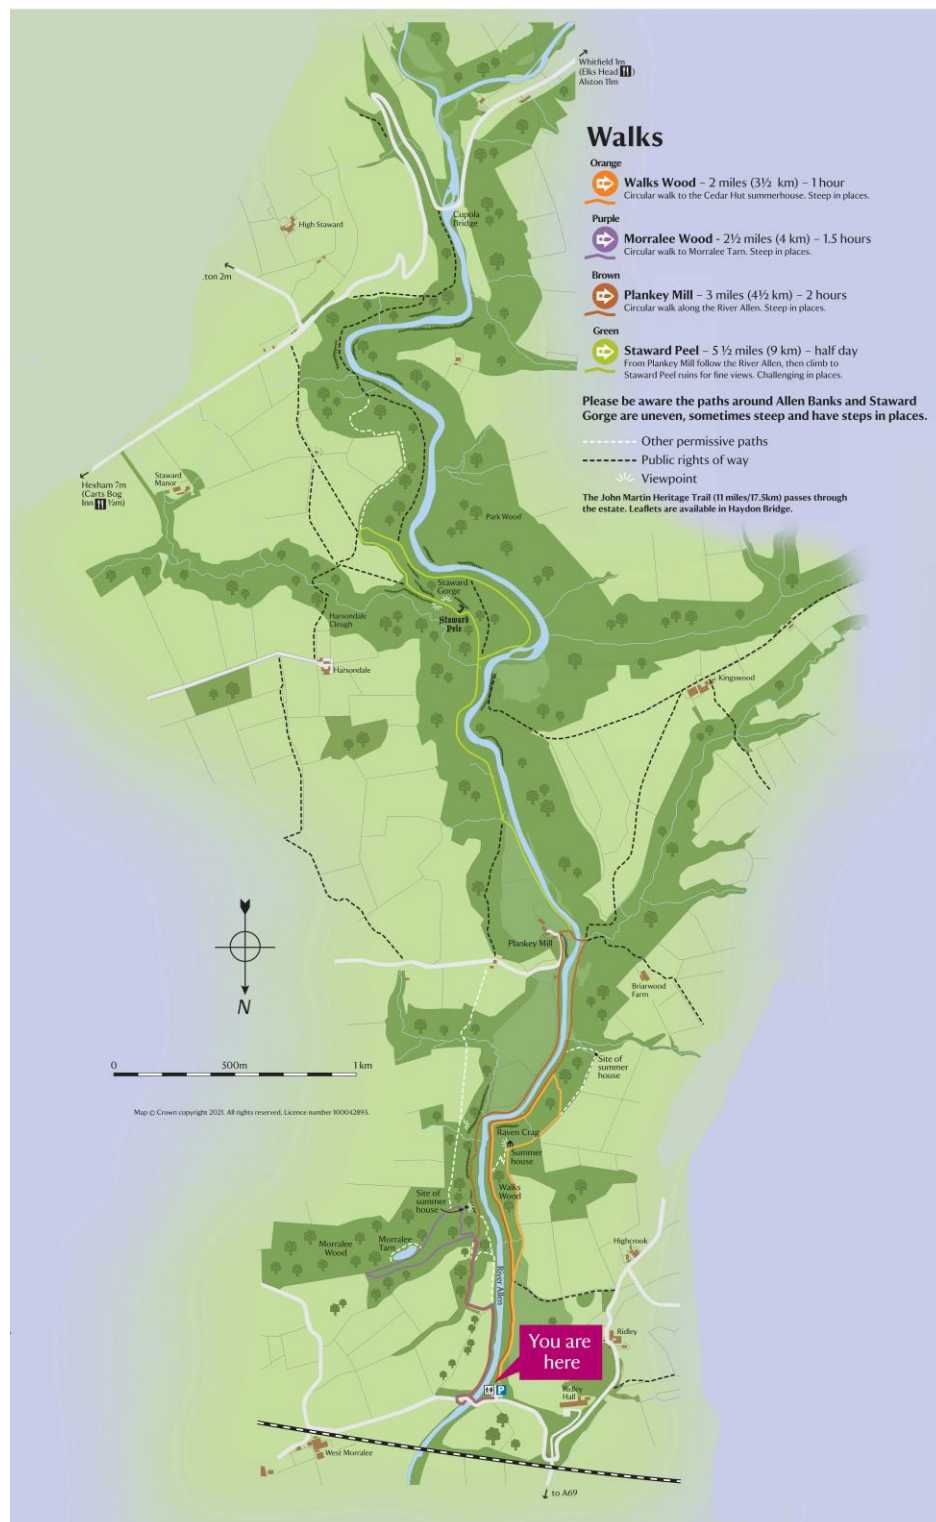 Whitfield 1m
(Elks Head )
Alston 11m
Walks
Orange
Walks Wood – 2 miles (3½ km) – 1 hour
Circular walk to the Cedar Hut summerhouse. Steep in places.
Purple
Morralee Wood - 2½ miles (4 km) – 1.5 hours
Circular walk to Morralee Tarn. Steep in places.
Brown
Plankey Mill – 3 miles (4½ km) – 2 hours
Circular walk along the River Allen. Steep in places.
Green
Staward Peel – 5 ½ miles (9 km) – half day
From Plankey Mill follow the River Allen, then climb to
Staward Peel ruins for fine views. Challenging in places.
Please be aware the paths around Allen Banks and Staward
Gorge are uneven, sometimes steep and have steps in places.
Other permissive paths
Public rights of way
Viewpoint
The John Martin Heritage Trail (11 miles/17.5km) passes through
the estate. Leaflets are available in Haydon Bridge.
Cupola
Bridge
High Staward
ton 2m
Hexham 7m
(Carts Bog
Inn ½m)
Staward
Manor
Park Wood
Staward
Gorge
Staward
Pele
Harsondale
Cleugh
Harsondale
Kingswood
Plankey Mill
Briarwood
Farm
N
0 500m 1 km
Map © Crown copyright 2021. All rights reserved. Licence number 100042893.
Site of
summer
house
Raven Crag
Summer
house
Walks
Wood
Site of
summer
house
Morralee
Tarn
Morralee
Wood
River Allen
Highcrook
Ridley
You are
here
P
Ridley
Hall
West Morralee
to A69